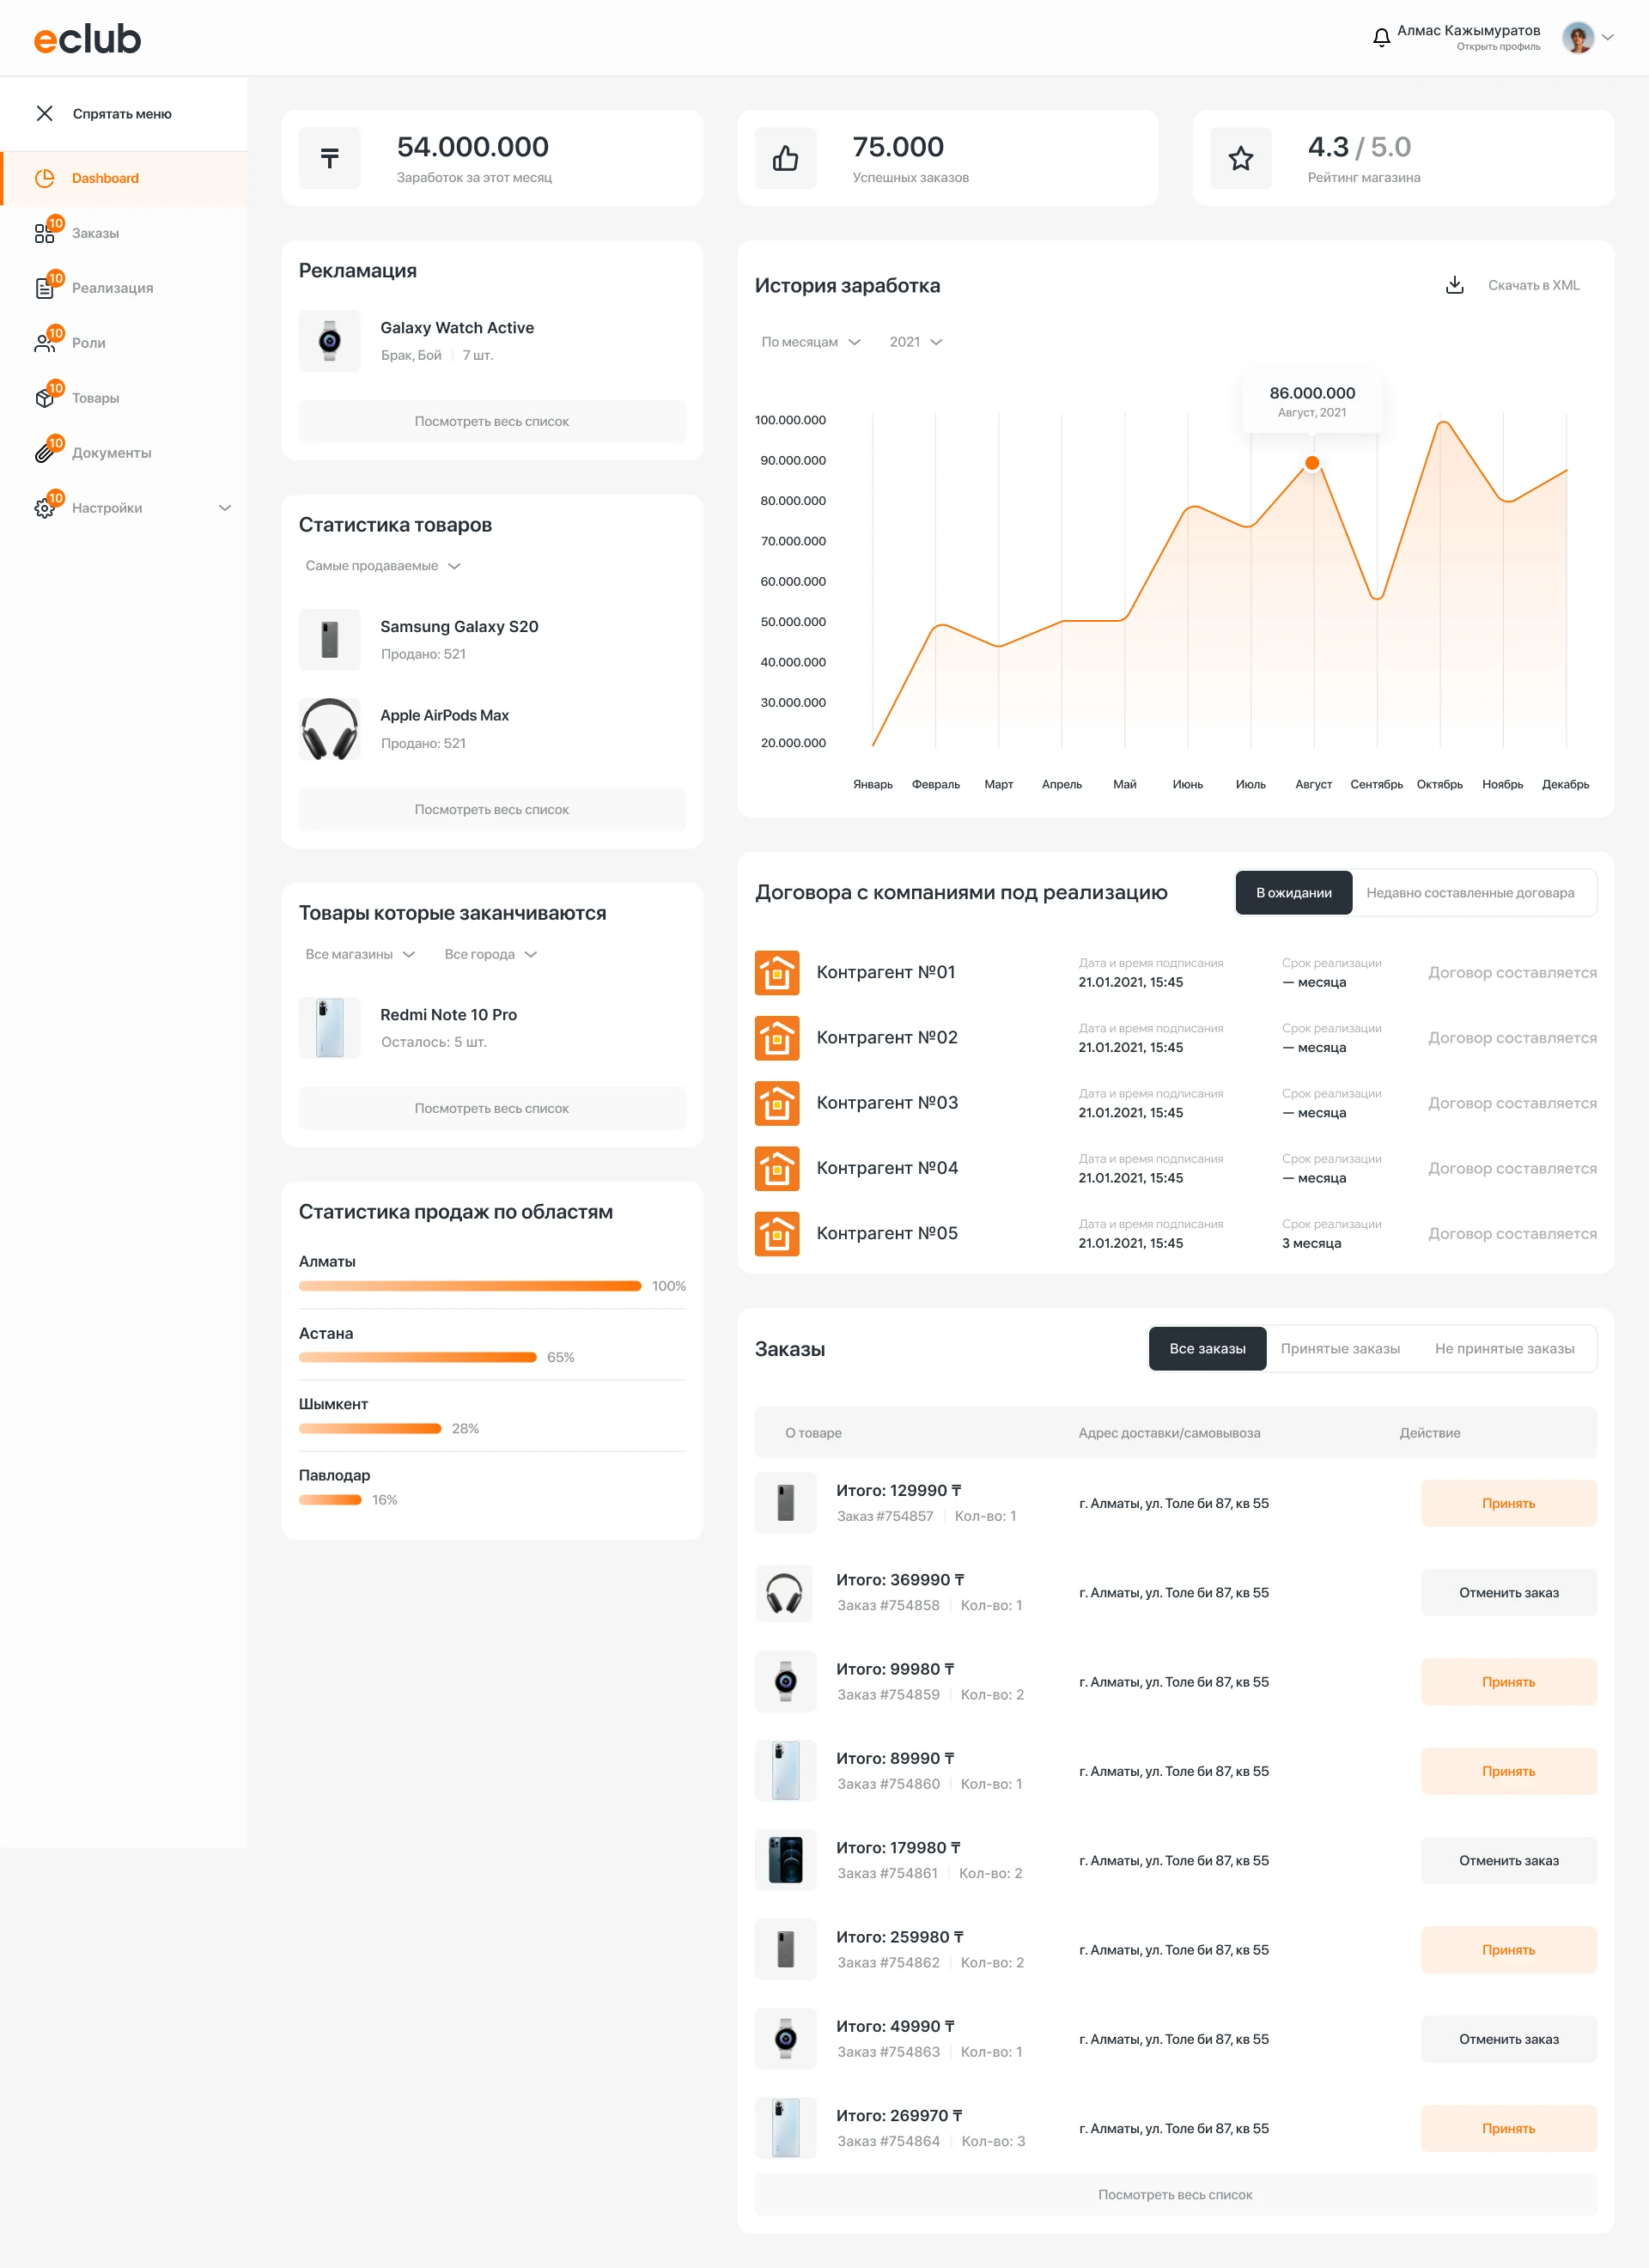 eclub
Алмас Кажымуратов
Открыть профиль
Спрятать меню
Dashboard
10
Заказы
10
Реализация
10
Роли
10
Товары
10
Документы
10
Настройки
54.000.000
Заработок за этот месяц
75.000
Успешных заказов
4.3 / 5.0
Рейтинг магазина
Рекламация
Galaxy Watch Active
Брак, Бой | 7 шт.
Посмотреть весь список
Статистика товаров
Самые продаваемые
Samsung Galaxy S20
Продано: 521
Apple AirPods Max
Продано: 521
Посмотреть весь список
Товары которые заканчиваются
Все магазины Все города
Redmi Note 10 Pro
Осталось: 5 шт.
Посмотреть весь список
Статистика продаж по областям
Алматы
100%
Астана
65%
Шымкент
28%
Павлодар
16%
История заработка
Скачать в XML
По месяцам 2021
86.000.000
Август, 2021
100.000.000
90.000.000
80.000.000
70.000.000
60.000.000
50.000.000
40.000.000
30.000.000
20.000.000
Январь Февраль Март Апрель Май Июнь Июль Август Сентябрь Октябрь Ноябрь Декабрь
Договора с компаниями под реализацию
В ожидании Недавно составленные договара
Контрагент №01
Дата и время подписания
21.01.2021, 15:45
Срок реализации
— месяца
Договор составляется
Контрагент №02
Дата и время подписания
21.01.2021, 15:45
Срок реализации
— месяца
Договор составляется
Контрагент №03
Дата и время подписания
21.01.2021, 15:45
Срок реализации
— месяца
Договор составляется
Контрагент №04
Дата и время подписания
21.01.2021, 15:45
Срок реализации
— месяца
Договор составляется
Контрагент №05
Дата и время подписания
21.01.2021, 15:45
Срок реализации
3 месяца
Договор составляется
Заказы
Все заказы Принятые заказы Не принятые заказы
О товаре Адрес доставки/самовывоза Действие
Итого: 129990 ₸
Заказ #754857 | Кол-во: 1
г. Алматы, ул. Толе би 87, кв 55
Принять
Итого: 369990 ₸
Заказ #754858 | Кол-во: 1
г. Алматы, ул. Толе би 87, кв 55
Отменить заказ
Итого: 99980 ₸
Заказ #754859 | Кол-во: 2
г. Алматы, ул. Толе би 87, кв 55
Принять
Итого: 89990 ₸
Заказ #754860 | Кол-во: 1
г. Алматы, ул. Толе би 87, кв 55
Принять
Итого: 179980 ₸
Заказ #754861 | Кол-во: 2
г. Алматы, ул. Толе би 87, кв 55
Отменить заказ
Итого: 259980 ₸
Заказ #754862 | Кол-во: 2
г. Алматы, ул. Толе би 87, кв 55
Принять
Итого: 49990 ₸
Заказ #754863 | Кол-во: 1
г. Алматы, ул. Толе би 87, кв 55
Отменить заказ
Итого: 269970 ₸
Заказ #754864 | Кол-во: 3
г. Алматы, ул. Толе би 87, кв 55
Принять
Посмотреть весь список